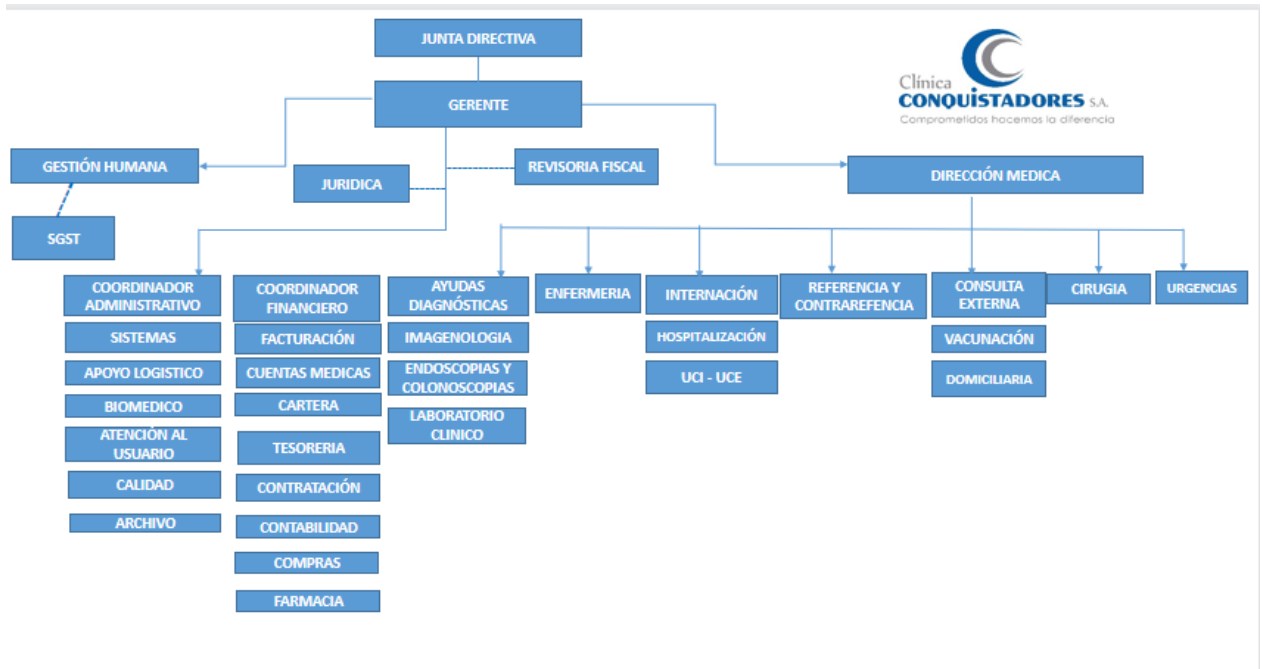 JUNTA DIRECTIVA
GERENTE
Clínica
CONQUISTADORES S.A.
Comprometidos hacemos la diferencia
GESTIÓN HUMANA
JURIDICA
REVISORIA FISCAL
DIRECCIÓN MEDICA
SGST
COORDINADOR
ADMINISTRATIVO
SISTEMAS
APOYO LOGISTICO
BIOMEDICO
ATENCIÓN AL
USUARIO
CALIDAD
ARCHIVO
COORDINADOR
FINANCIERO
FACTURACIÓN
CUENTAS MEDICAS
CARTERA
TESORERIA
CONTRATACIÓN
CONTABILIDAD
COMPRAS
FARMACIA
AYUDAS
DIAGNÓSTICAS
IMAGENOLOGIA
ENDOSCOPIAS Y
COLONOSCOPIAS
LABORATORIO
CLINICO
ENFERMERIA
INTERNACIÓN
HOSPITALIZACIÓN
UCI - UCE
REFERENCIA Y
CONTRAREFENCIA
CONSULTA
EXTERNA
VACUNACIÓN
DOMICILIARIA
CIRUGIA
URGENCIAS